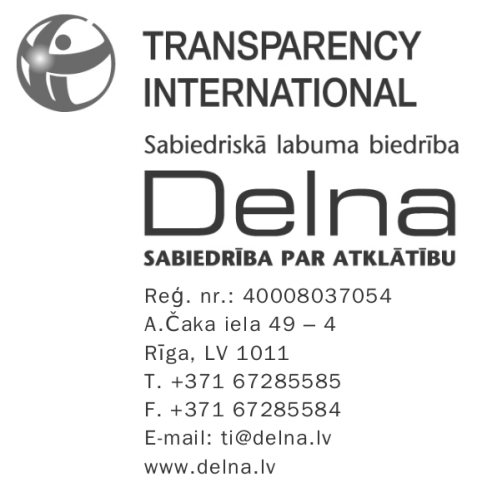 TRANSPARENCY
INTERNATIONAL
Sabiedriskā labuma biedrība
Delna
SABIEDRĪBA PAR ATKLĀTĪBU
Reģ. nr.: 40008037054
A.Čaka iela 49 – 4
Rīga, LV 1011
T. +371 67285585
F. +371 67285584
E-mail: ti@delna.lv
www.delna.lv